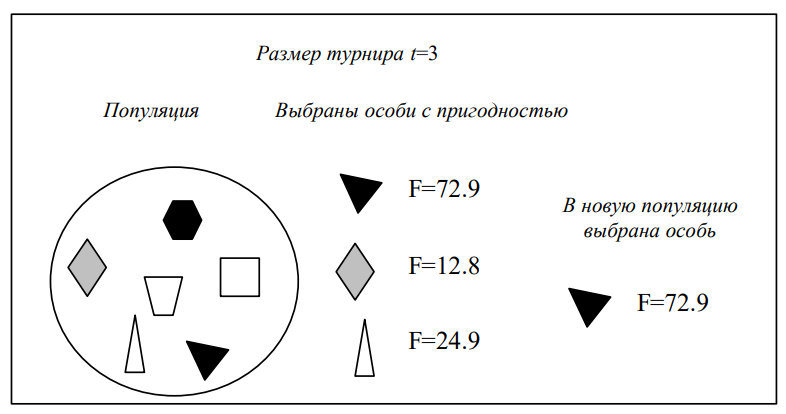 Размер турнира t=3
Популяция
Выбраны особи с пригодностью
F=72.9
F=12.8
F=24.9
В новую популяцию
выбрана особь
F=72.9